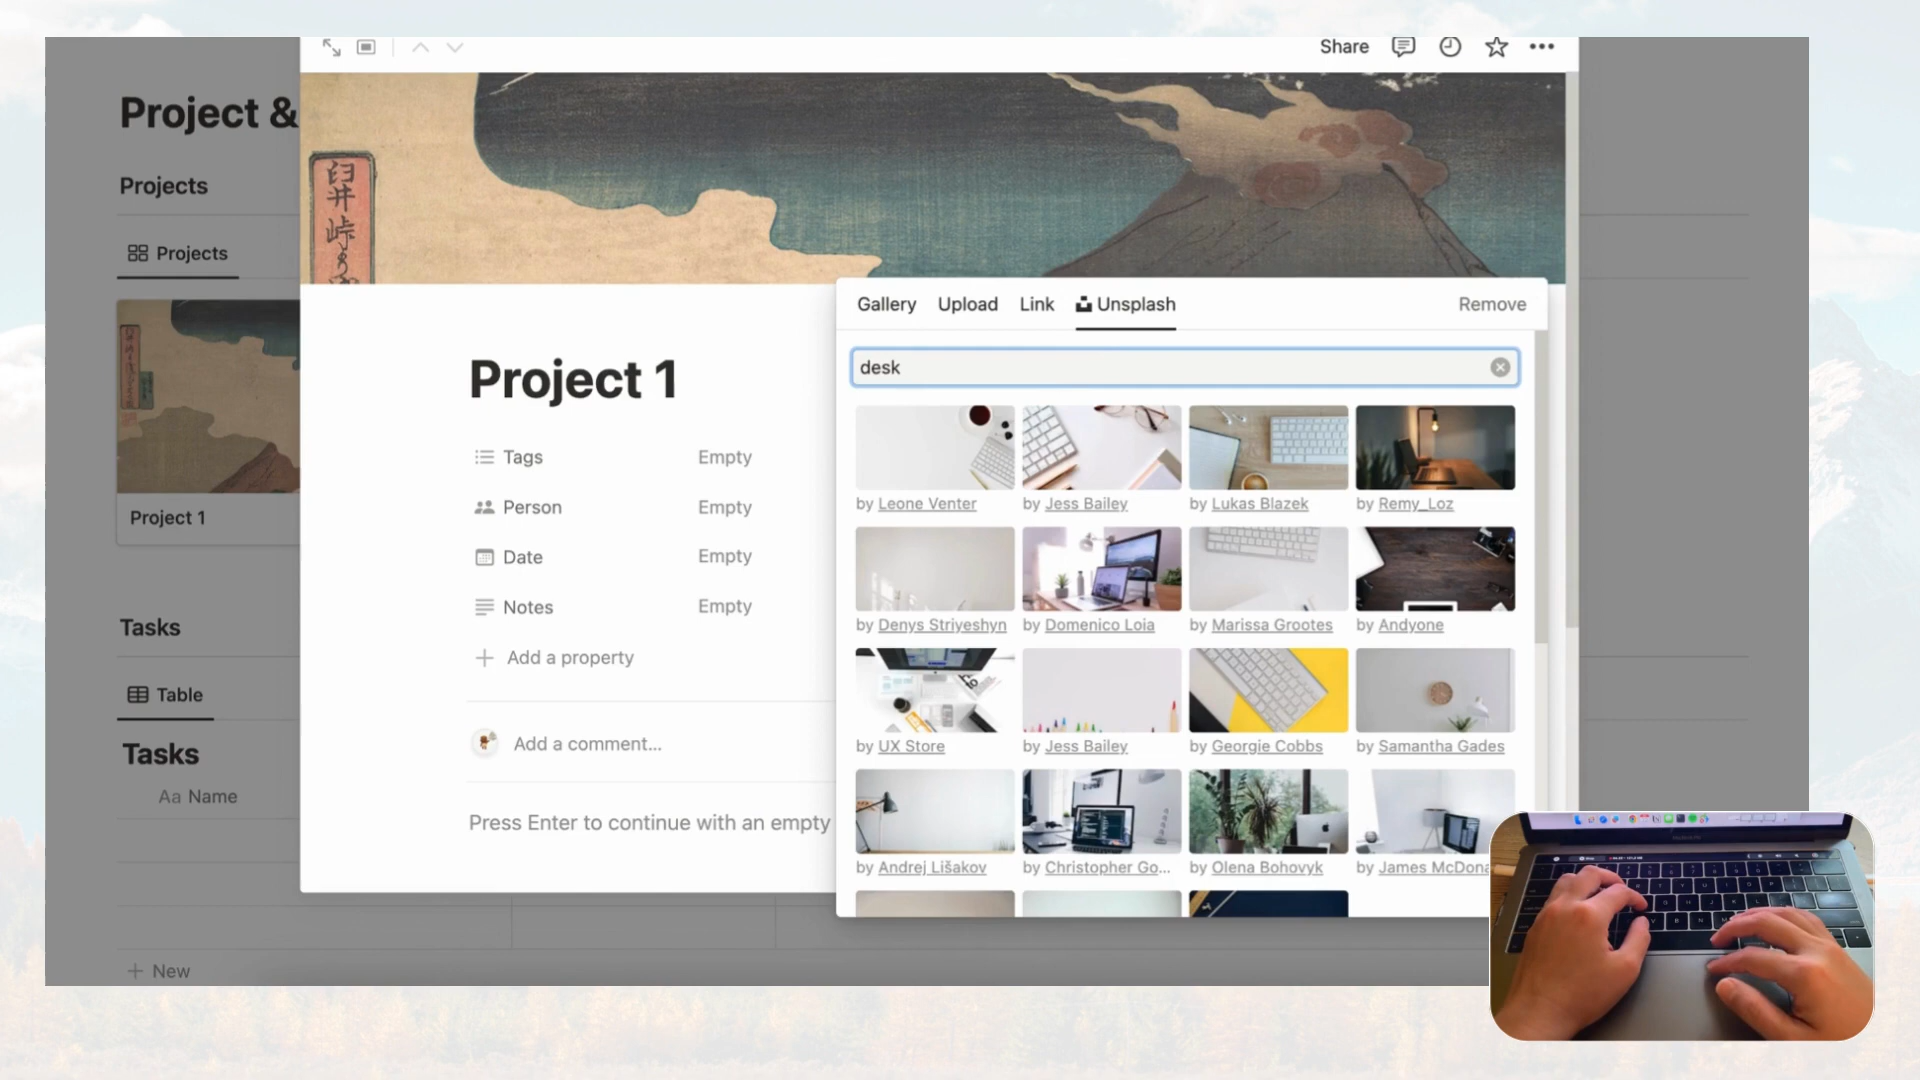 Share
Project &
Projects
Projects
臼井峠
Project 1
Tasks
Table
Tasks
Aa Name
New
Project 1
Tags Empty
Person Empty
Date Empty
Notes Empty
Add a property
Add a comment...
Press Enter to continue with an empty
Gallery Upload Link Unsplash Remove
desk
by Leone Venter by Jess Bailey by Lukas Blazek by Remy_Loz
by Denys Striyeshyn by Domenico Loia by Marissa Grootes by Andyone
by UX Store by Jess Bailey by Georgie Cobbs by Samantha Gades
by Andrej Lišakov by Christopher Go... by Olena Bohovyk by James McDona